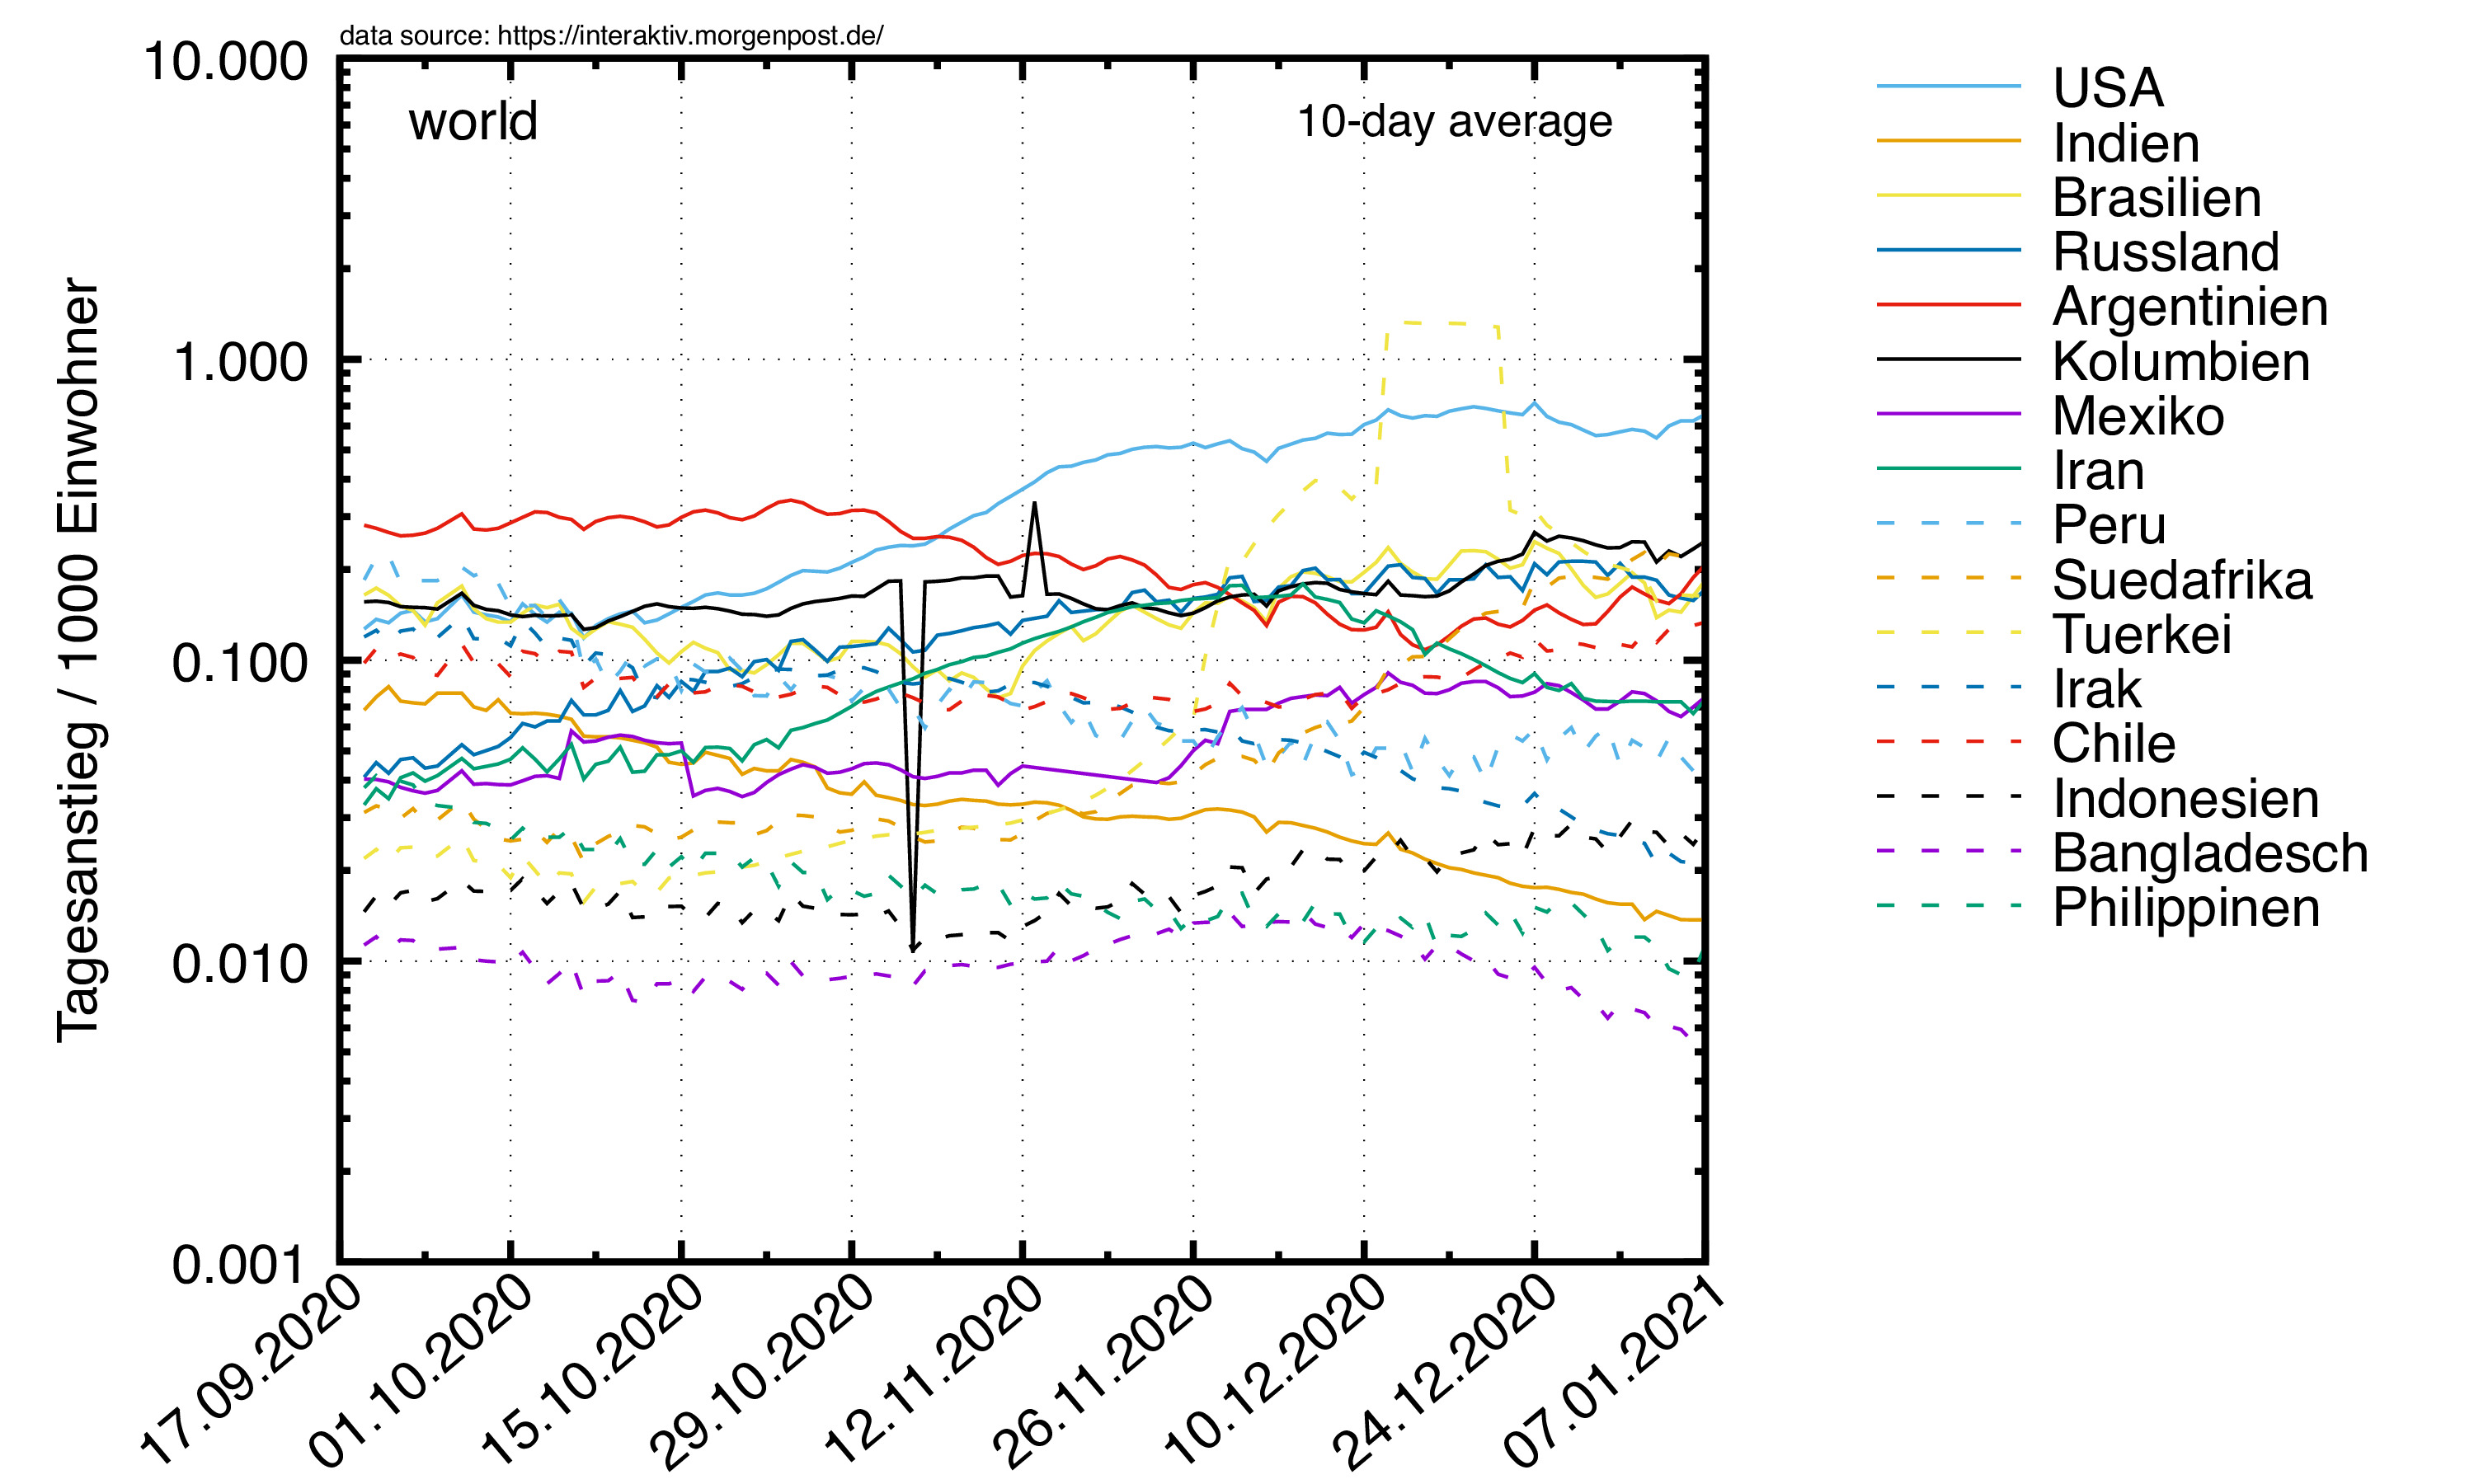 data source: https://interaktiv.morgenpost.de/
world
10-day average
Tagesanstieg / 1000 Einwohner
10.000
1.000
0.100
0.010
0.001
17.09.2020
01.10.2020
15.10.2020
29.10.2020
12.11.2020
26.11.2020
10.12.2020
24.12.2020
07.01.2021
USA
Indien
Brasilien
Russland
Argentinien
Kolumbien
Mexiko
Iran
Peru
Suedafrika
Tuerkei
Irak
Chile
Indonesien
Bangladesch
Philippinen